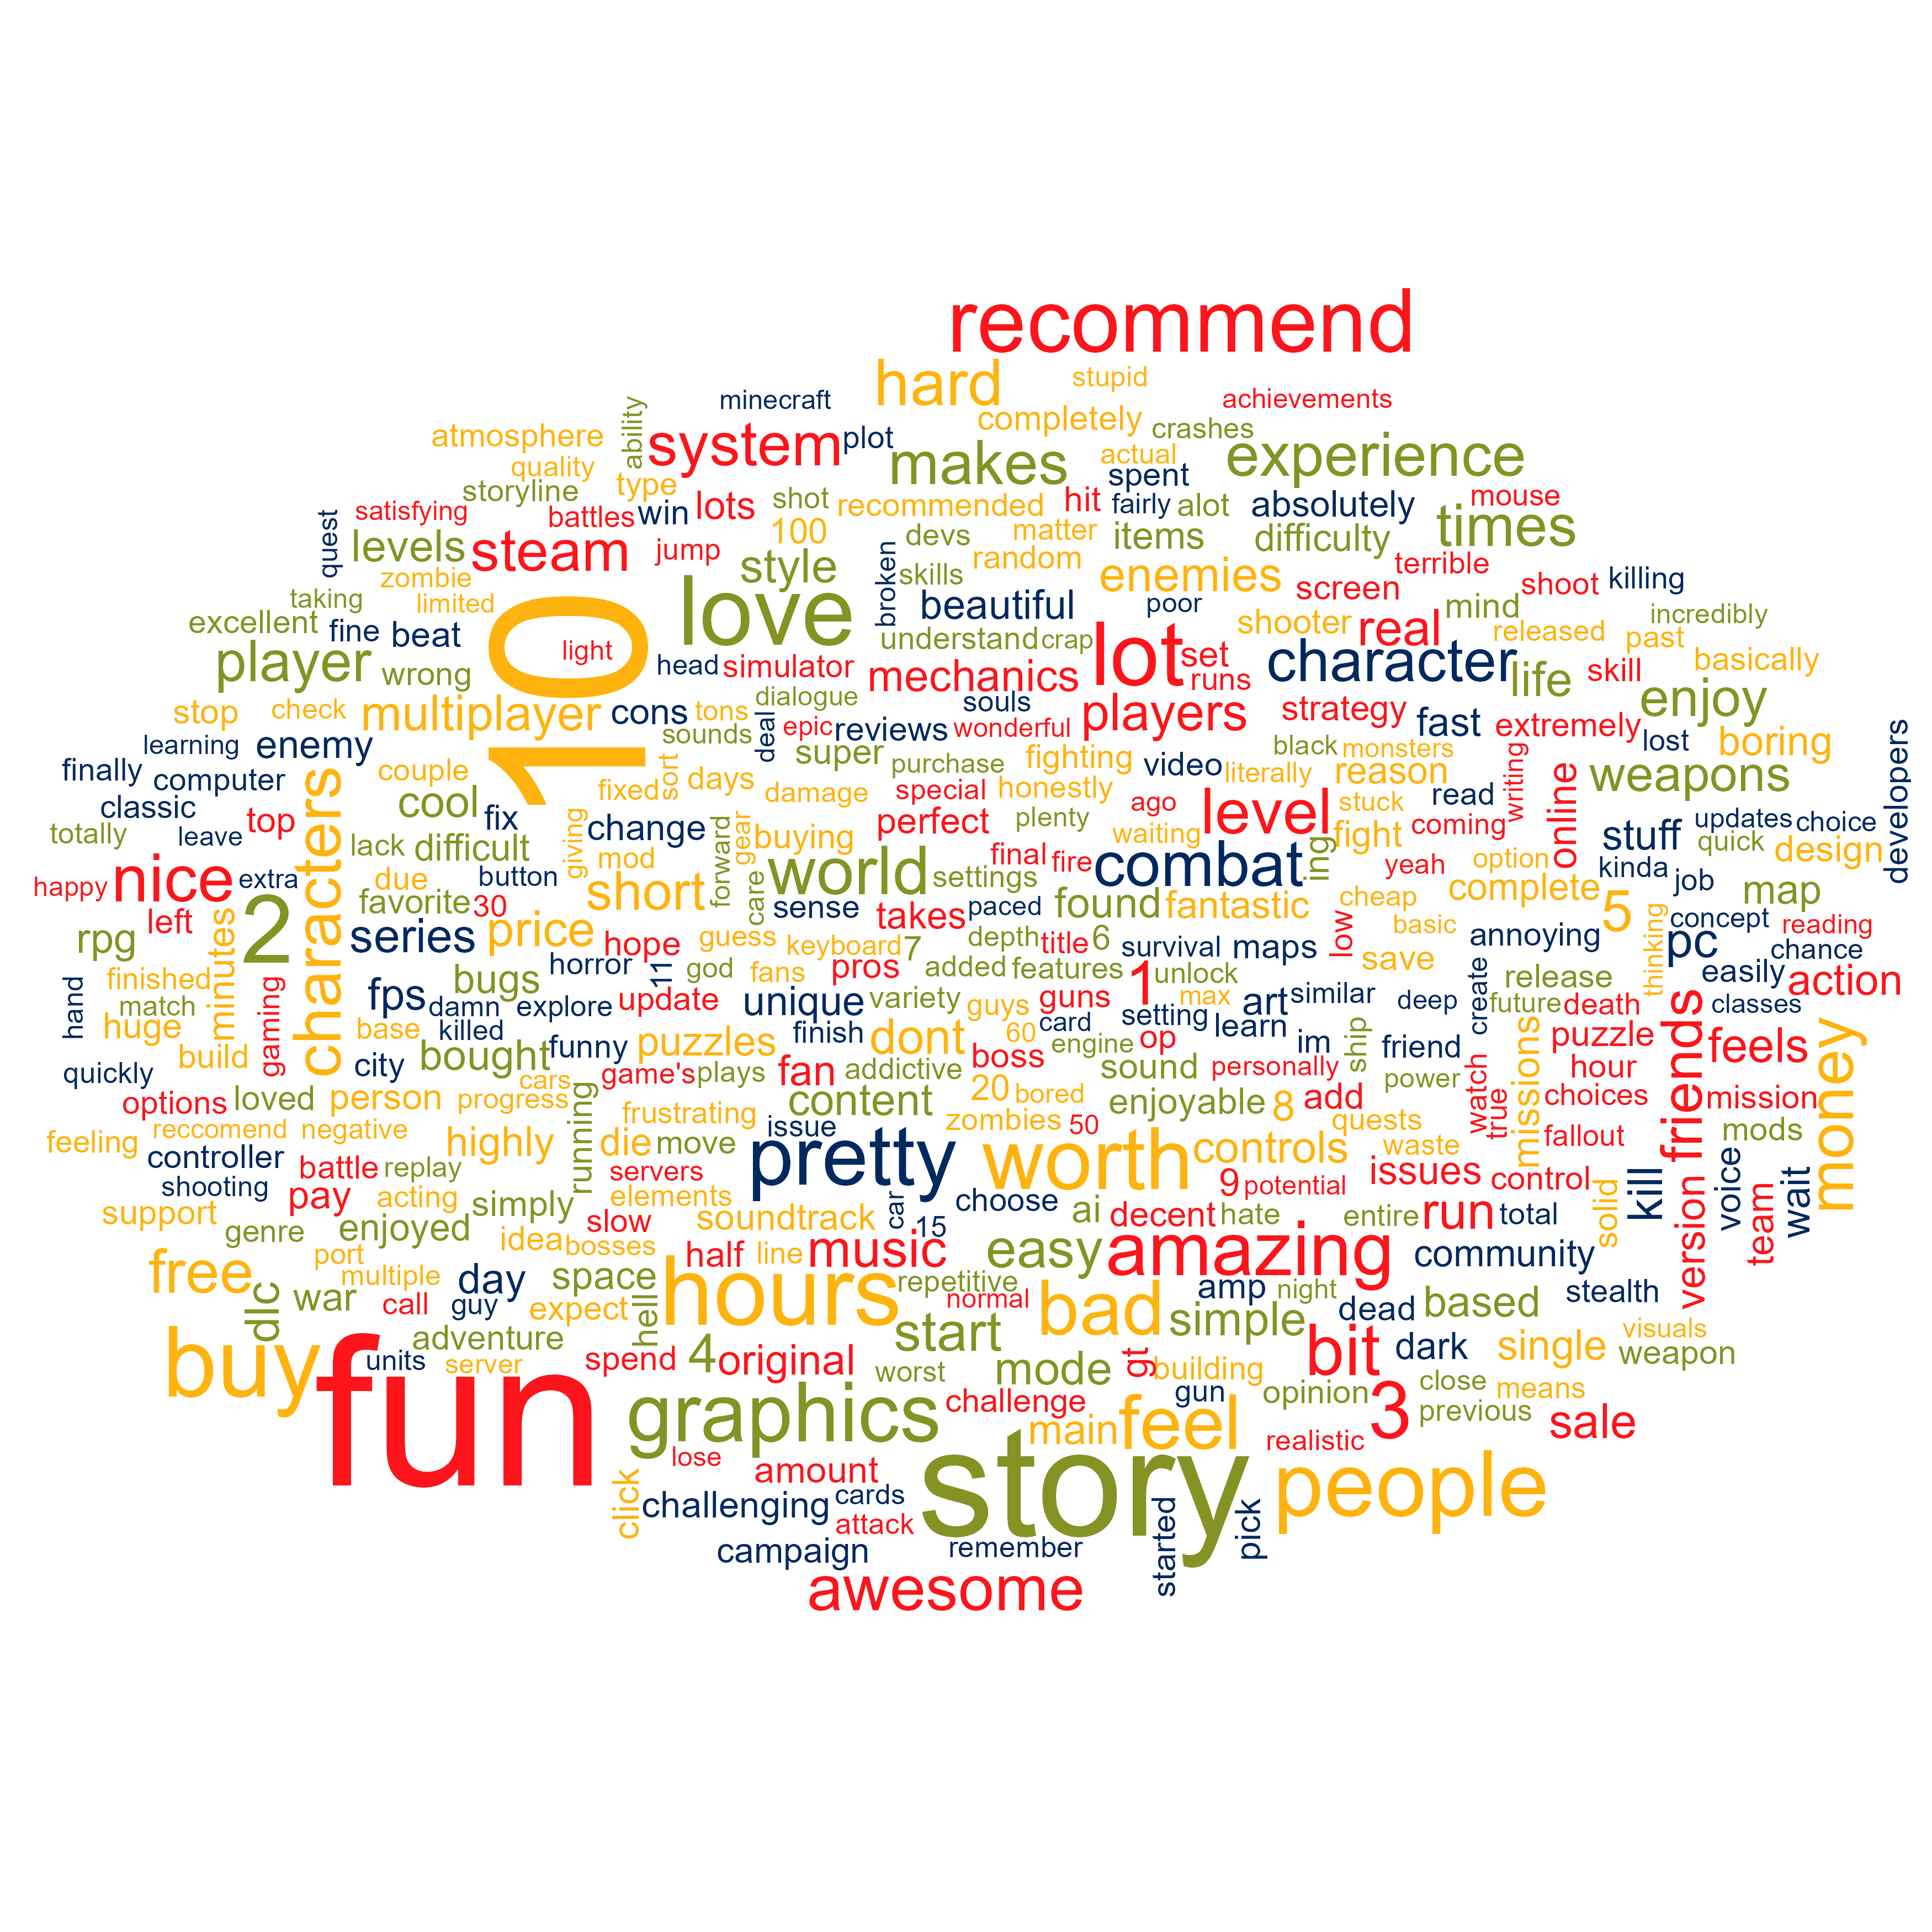 recommend
hard
stupid
minecraft
achievements
completely
atmosphere
ability
system
plot
crashes
quality
makes
actual
experience
storyline
type
spent
satisfying
battles
win
lots
shot
recommended
hit
fairly
alot
absolutely
mouse
quest
levels
steam
jump
100
devs
matter
items
difficulty
times
style
random
terrible
zombie
love
broken
skills
enemies
screen
shoot
killing
taking
limited
10
beautiful
poor
mind
incredibly
excellent
fine
beat
light
understand
crap
lot
shooter
real
released
past
player
wrong
head
simulator
mechanics
set
runs
character
life
skill
basically
stop
check
multiplayer
cons
tons
dialogue
souls
players
strategy
fast
enjoy
extremely
learning
enemy
sounds
deal
epic
reviews
wonderful
black
monsters
lost
boring
developers
finally
computer
couple
sort
days
super
purchase
fighting
video
literally
reason
writing
weapons
classic
characters
cool
fixed
damage
special
honestly
ago
level
stuck
read
online
totally
leave
top
fix
change
forward
gear
buying
perfect
plenty
waiting
fight
coming
stuff
updates
choice
lack
difficult
giving
mod
world
final
fire
combat
ing
yeah
option
kinda
quick
design
happy
nice
extra
due
button
short
care
settings
cheap
complete
job
map
favorite
30
sense
takes
paced
found
fantastic
5
rpg
left
minutes
2
series
price
hope
guess
keyboard
7
depth
title
6
survival
maps
low
basic
annoying
thinking
concept
pc
reading
chance
finished
bugs
horror
11
god
fans
pros
added
features
1
unlock
save
release
easily
action
hand
match
gaming
fps
damn
explore
update
unique
variety
guys
guns
max
art
similar
deep
create
future
death
friends
classes
huge
base
killed
finish
60
card
setting
learn
puzzle
build
city
bought
funny
puzzles
dont
boss
engine
op
im
ship
friend
missions
feels
money
quickly
cars
game's
plays
fan
addictive
sound
personally
power
watch
hour
options
loved
person
progress
running
frustrating
content
20
bored
enjoyable
8
add
true
choices
mission
feeling
reccomend
negative
highly
die
move
issue
zombies
50
quests
fallout
mods
controller
battle
replay
servers
pretty
worth
controls
waste
shooting
pay
acting
simply
elements
car
choose
9
potential
issues
control
kill
voice
wait
support
genre
enjoyed
slow
soundtrack
15
ai
decent
hate
entire
run
total
solid
version
team
idea
bosses
half
line
music
easy
amazing
community
free
port
multiple
day
space
hours
repetitive
amp
night
stealth
dlc
war
call
guy
expect
hell
normal
bad
simple
dead
based
buy
adventure
start
bit
dark
single
visuals
weapon
fun
units
server
spend
4
original
worst
mode
gt
building
graphics
challenge
gun
opinion
3
close
previous
means
sale
main
feel
realistic
lose
amount
story
people
click
challenging
cards
attack
started
pick
campaign
remember
awesome